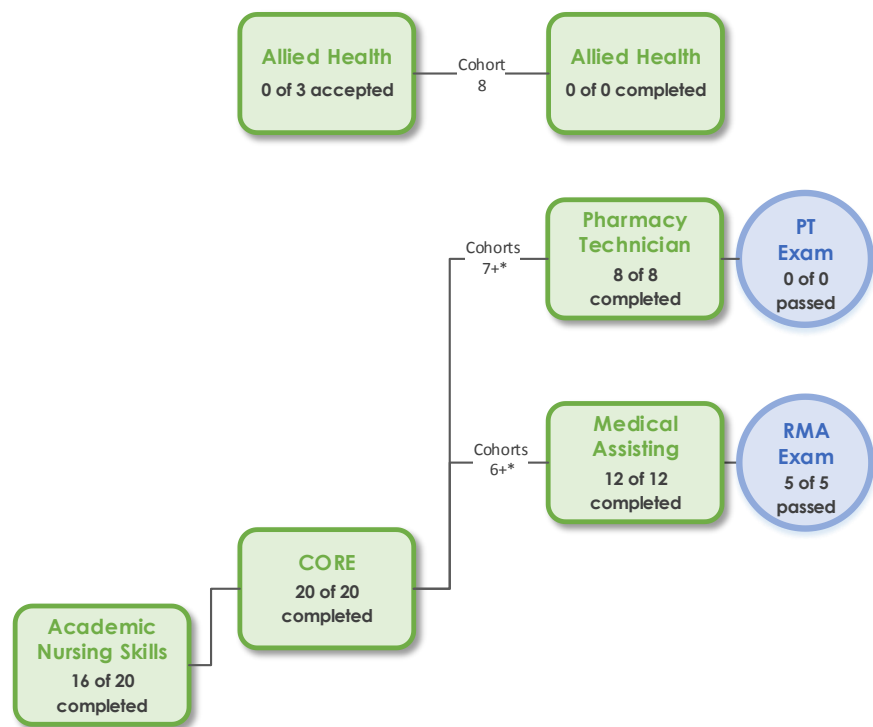 Allied Health
0 of 3 accepted
Cohort
8
Allied Health
0 of 0 completed
Cohorts
7+*
Pharmacy
Technician
8 of 8
completed
PT
Exam
0 of 0
passed
Cohorts
6+*
Medical
Assisting
12 of 12
completed
RMA
Exam
5 of 5
passed
CORE
20 of 20
completed
Academic
Nursing Skills
16 of 20
completed